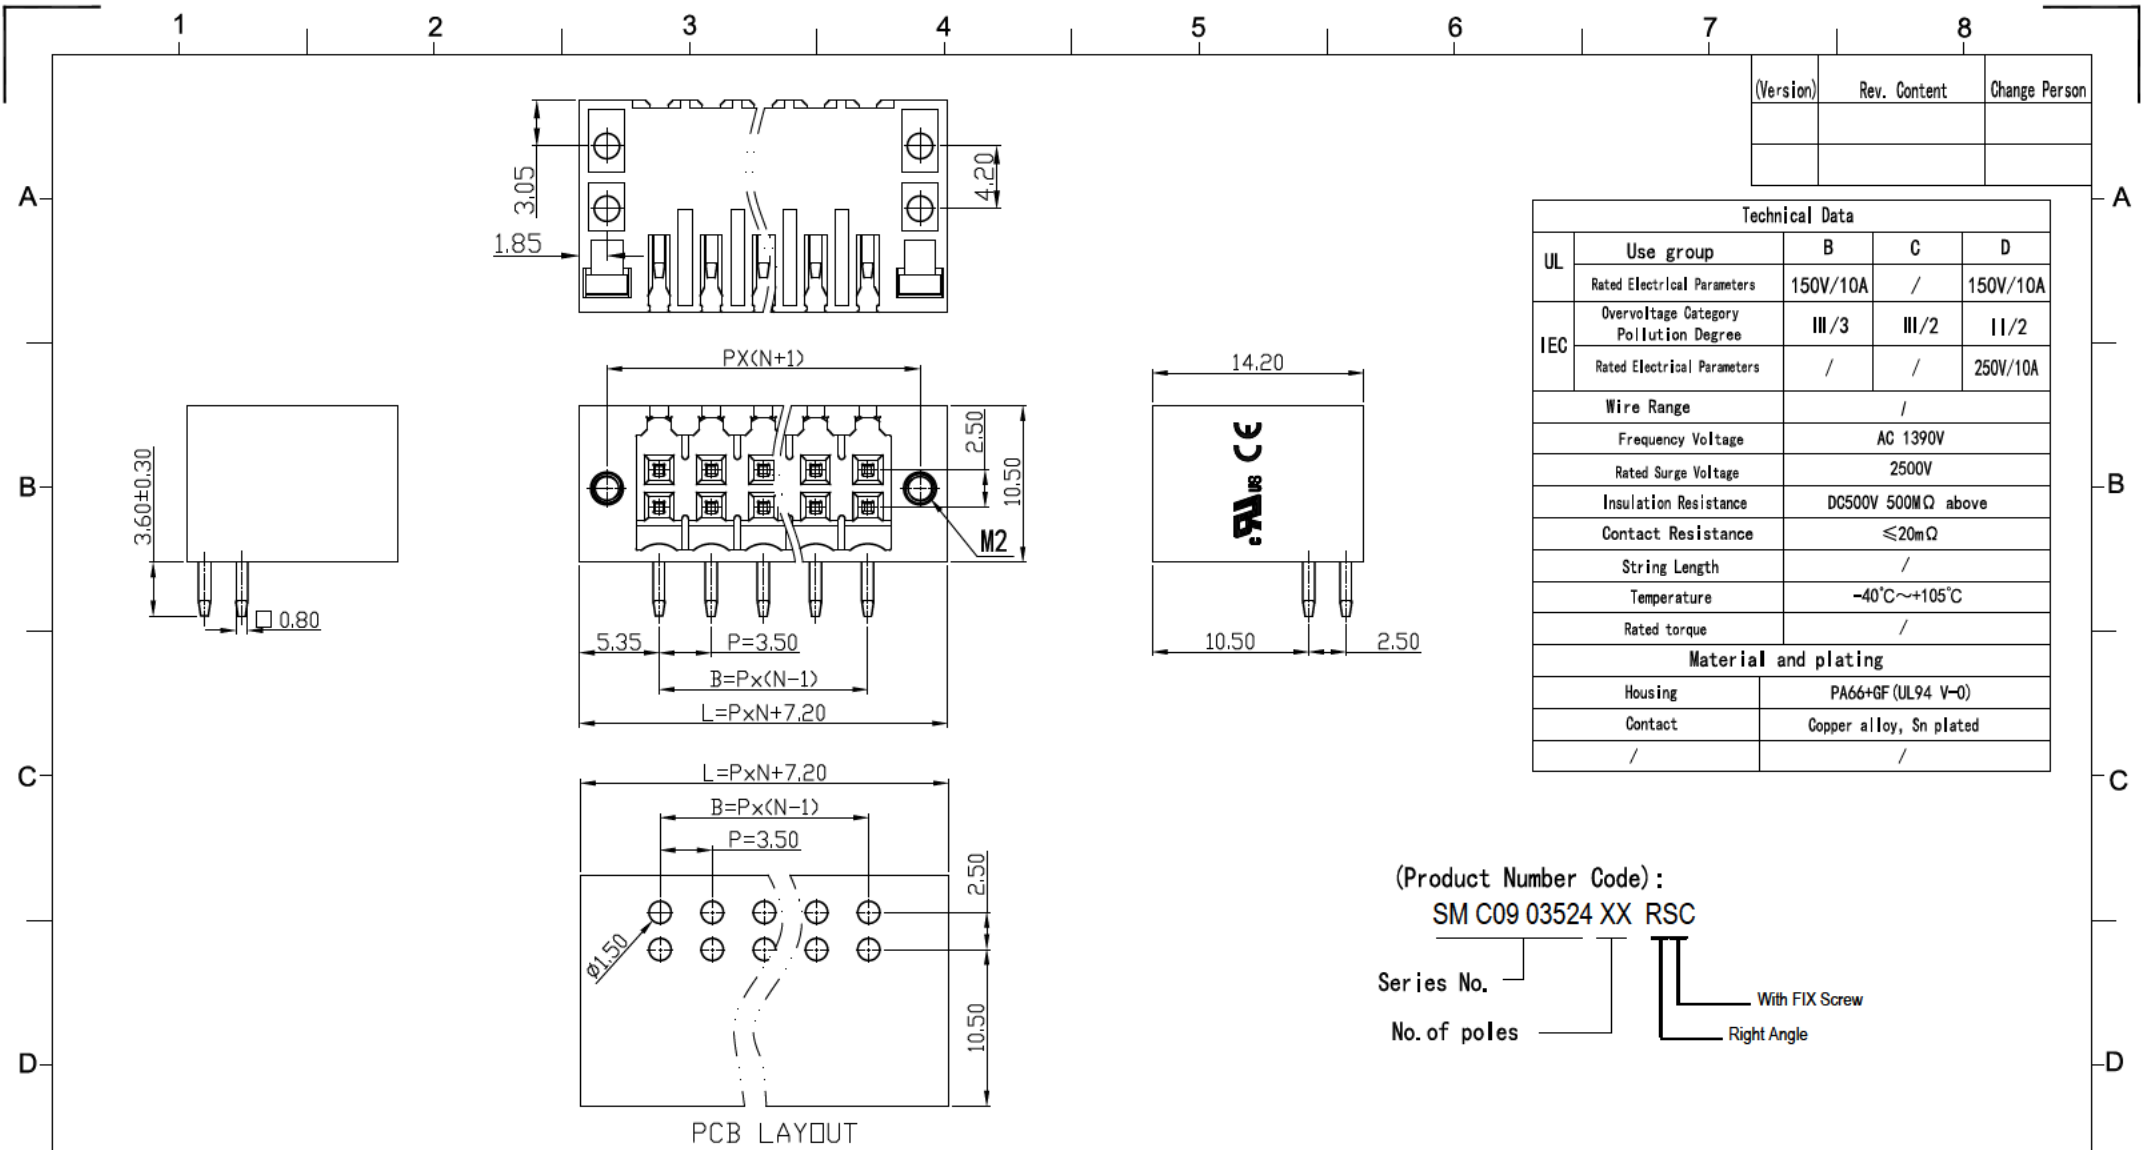 1 2 3 4 5 6 7 8
(Version) Rev. Content Change Person
A A
3.05
4.20
1.85
Technical Data
UL Use group B C D
Rated Electrical Parameters 150V/10A / 150V/10A
IEC Overvoltage Category
Pollution Degree III/3 III/2 II/2
Rated Electrical Parameters / / 250V/10A
Wire Range /
Frequency Voltage AC 1390V
Rated Surge Voltage 2500V
Insulation Resistance DC500V 500MΩ above
Contact Resistance ≤20mΩ
String Length /
Temperature -40℃~+105℃
Rated torque /
Material and plating
Housing PA66+GF(UL94 V-0)
Contact Copper alloy, Sn plated
/ /
B B
3.60±0.30
□ 0.80
PX(N+1)
2.50
10.50
M2
5.35 P=3.50
B=Px(N-1)
L=PxN+7.20
14.20
c UL us CE
10.50 2.50
C C
L=PxN+7.20
B=Px(N-1)
P=3.50
2.50
Ø1.50
10.50
PCB LAYOUT
(Product Number Code):
SM C09 03524 XX RSC
Series No.
With FIX Screw
No.of poles
Right Angle
D D